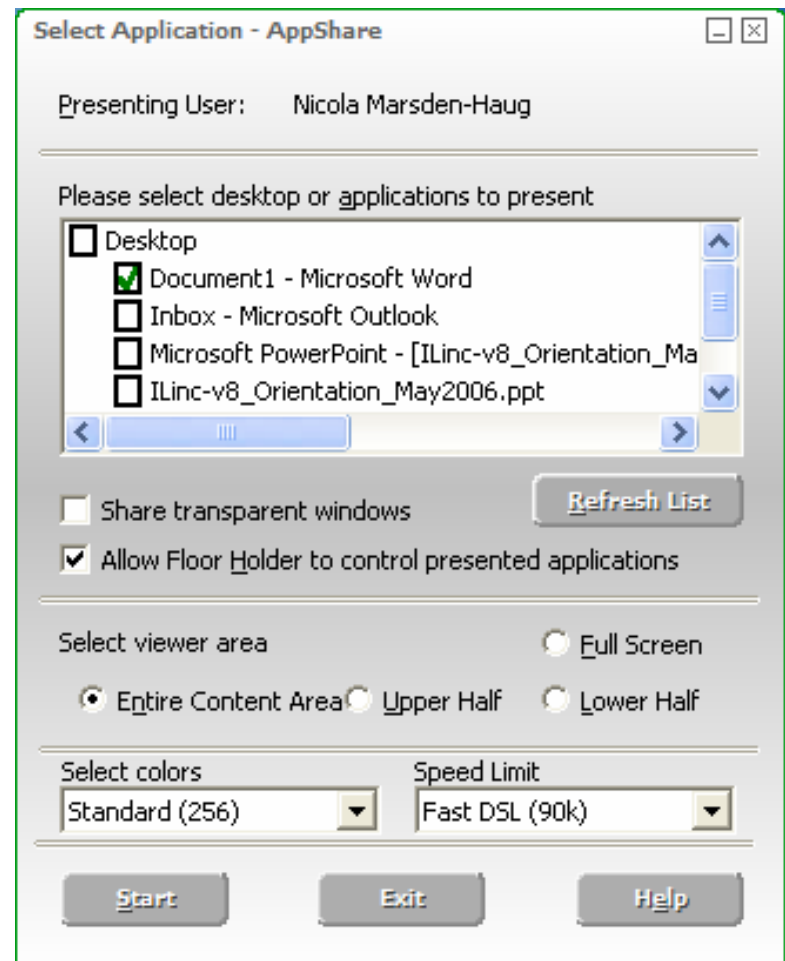 Select Application - AppShare
Presenting User: Nicola Marsden-Haug
Please select desktop or applications to present
Desktop
Document1 - Microsoft Word
Inbox - Microsoft Outlook
Microsoft PowerPoint - [ILinc-v8_Orientation_Ma
ILinc-v8_Orientation_May2006.ppt
Refresh List
Share transparent windows
Allow Floor Holder to control presented applications
Select viewer area
Full Screen
Entire Content Area Upper Half Lower Half
Select colors Speed Limit
Standard (256) Fast DSL (90k)
Start Exit Help